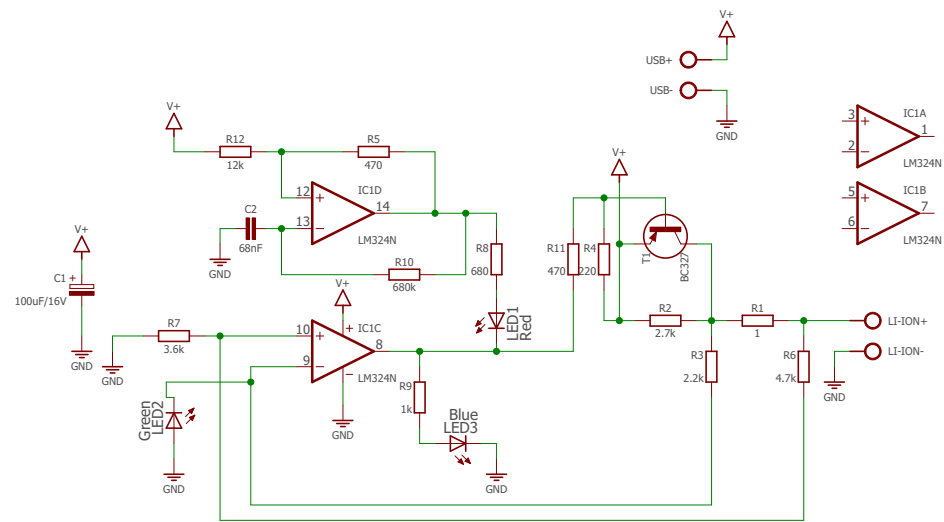 V+
USB+
USB-
GND
3
+
2
−
1
IC1A
LM324N
5
+
6
−
7
IC1B
LM324N
V+
R12
12k
R5
470
12
+
13
−
14
IC1D
LM324N
C2
68nF
GND
R10
680k
R8
680
V+
R11
470
R4
220
T1
BC327
V+
C1
+
100uF/16V
GND
V+
R7
3.6k
GND
10
+
9
−
8
+
−
IC1C
LM324N
GND
LED1
Red
R2
2.7k
R1
1
LI-ION+
LI-ION-
GND
R3
2.2k
R6
4.7k
R9
1k
Blue
LED3
GND
Green
LED2
GND